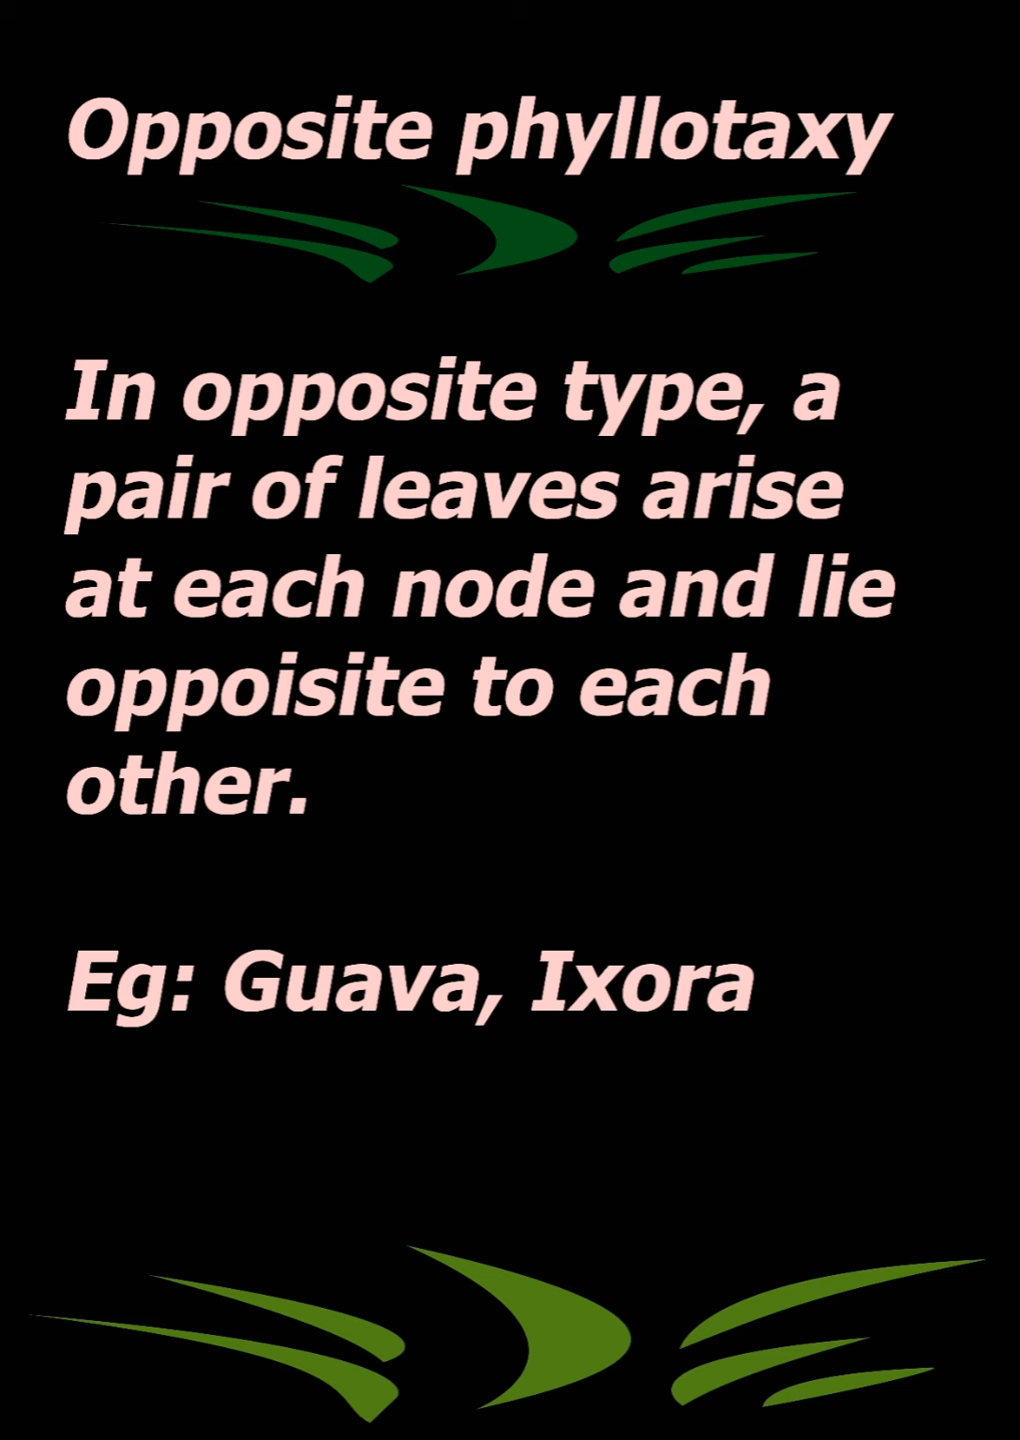 Opposite phyllotaxy
In opposite type, a
pair of leaves arise
at each node and lie
oppoisite to each
other.
Eg: Guava, Ixora